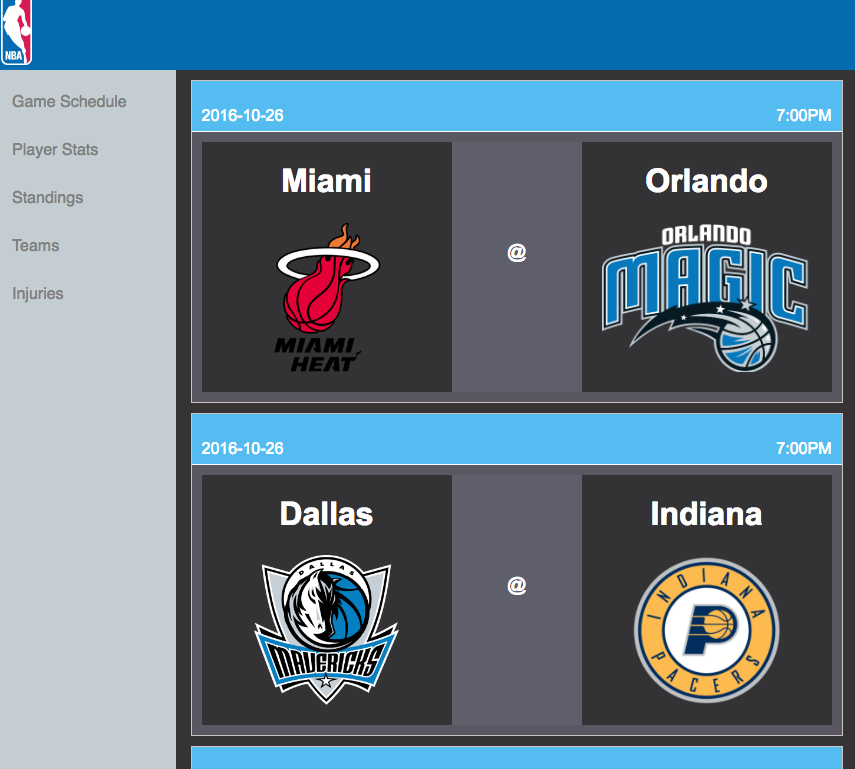 NBA
Game Schedule
Player Stats
Standings
Teams
Injuries
2016-10-26 7:00PM
Miami @ Orlando
MIAMI
HEAT
ORLANDO
MAGIC
2016-10-26 7:00PM
Dallas @ Indiana
DALLAS
MAVERICKS
INDIANA
P
PACERS